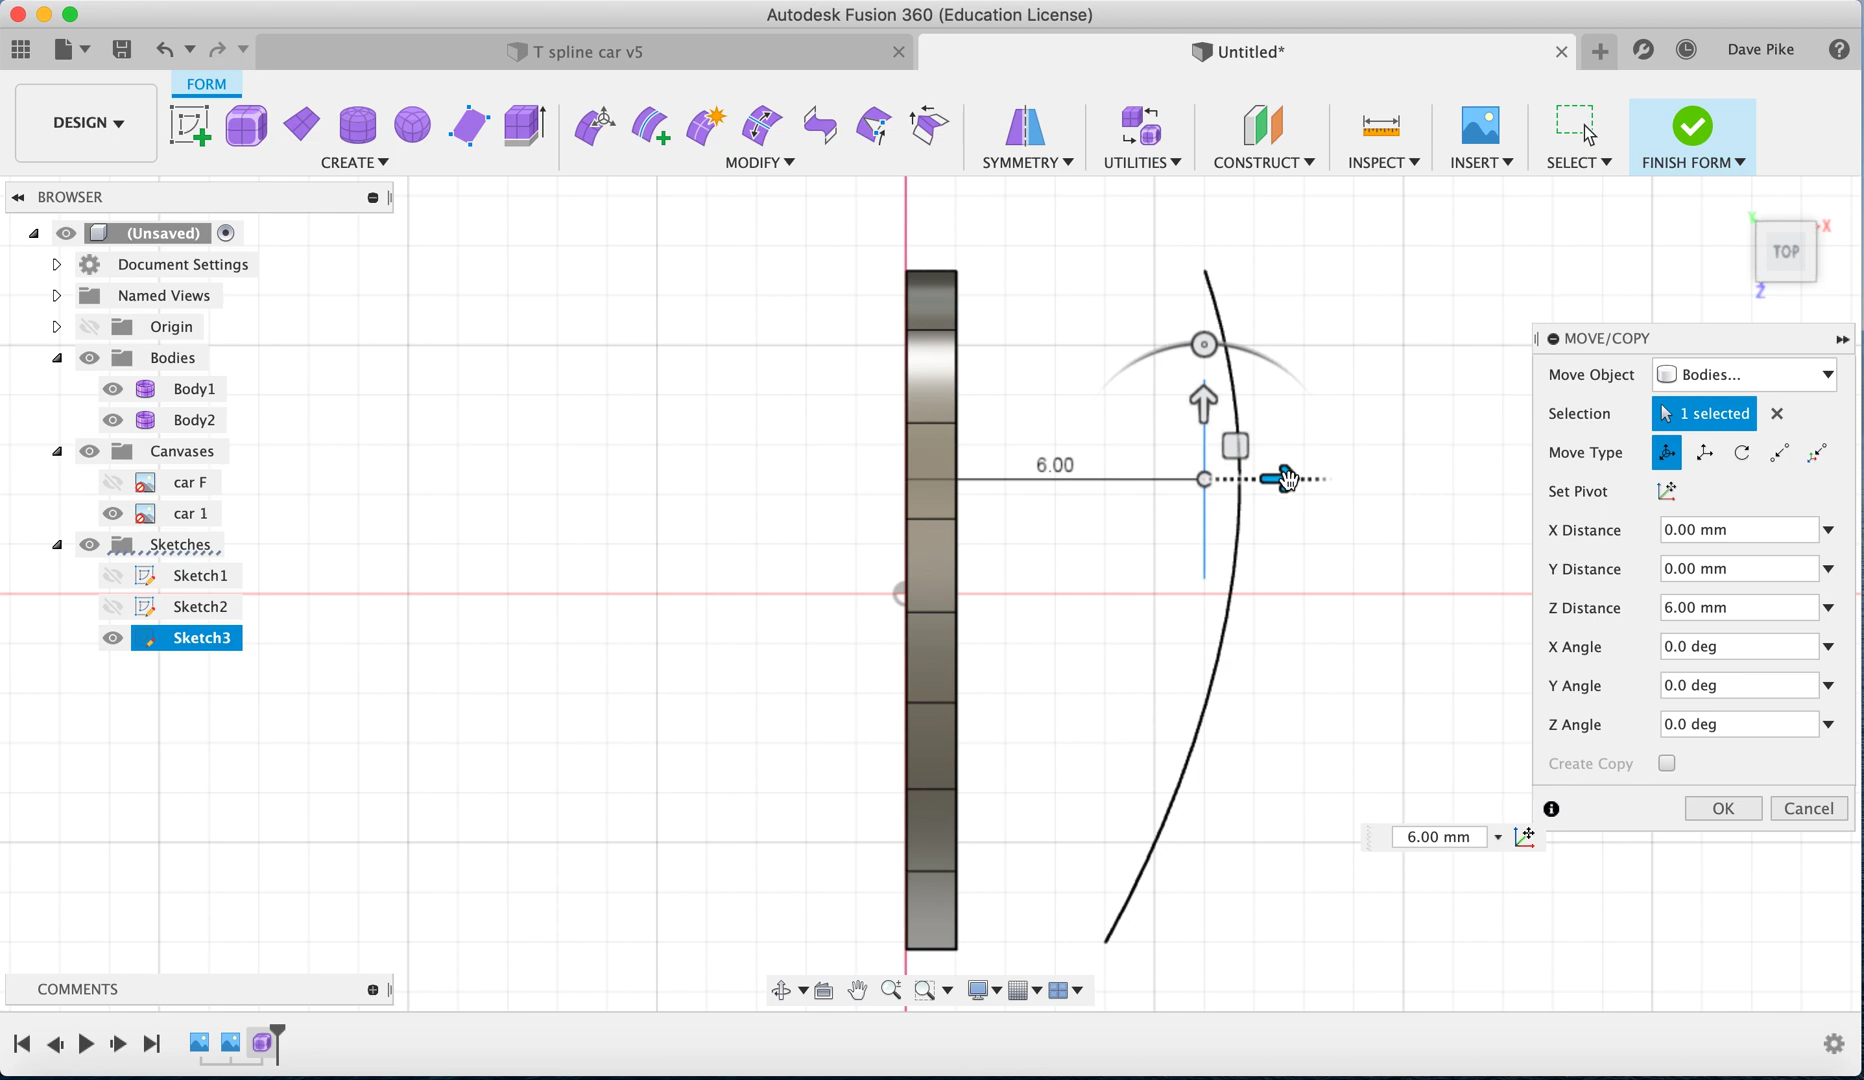 Autodesk Fusion 360 (Education License)
T spline car v5
Untitled*
Dave Pike
FORM
DESIGN
CREATE
MODIFY
SYMMETRY
UTILITIES
CONSTRUCT
INSPECT
INSERT
SELECT
FINISH FORM
BROWSER
(Unsaved)
Document Settings
Named Views
Origin
Bodies
Body1
Body2
Canvases
car F
car 1
Sketches
Sketch1
Sketch2
Sketch3
6.00
Y
X
TOP
Z
MOVE/COPY
Move Object Bodies...
Selection 1 selected
Move Type
Set Pivot
X Distance 0.00 mm
Y Distance 0.00 mm
Z Distance 6.00 mm
X Angle 0.0 deg
Y Angle 0.0 deg
Z Angle 0.0 deg
Create Copy
OK Cancel
6.00 mm
COMMENTS